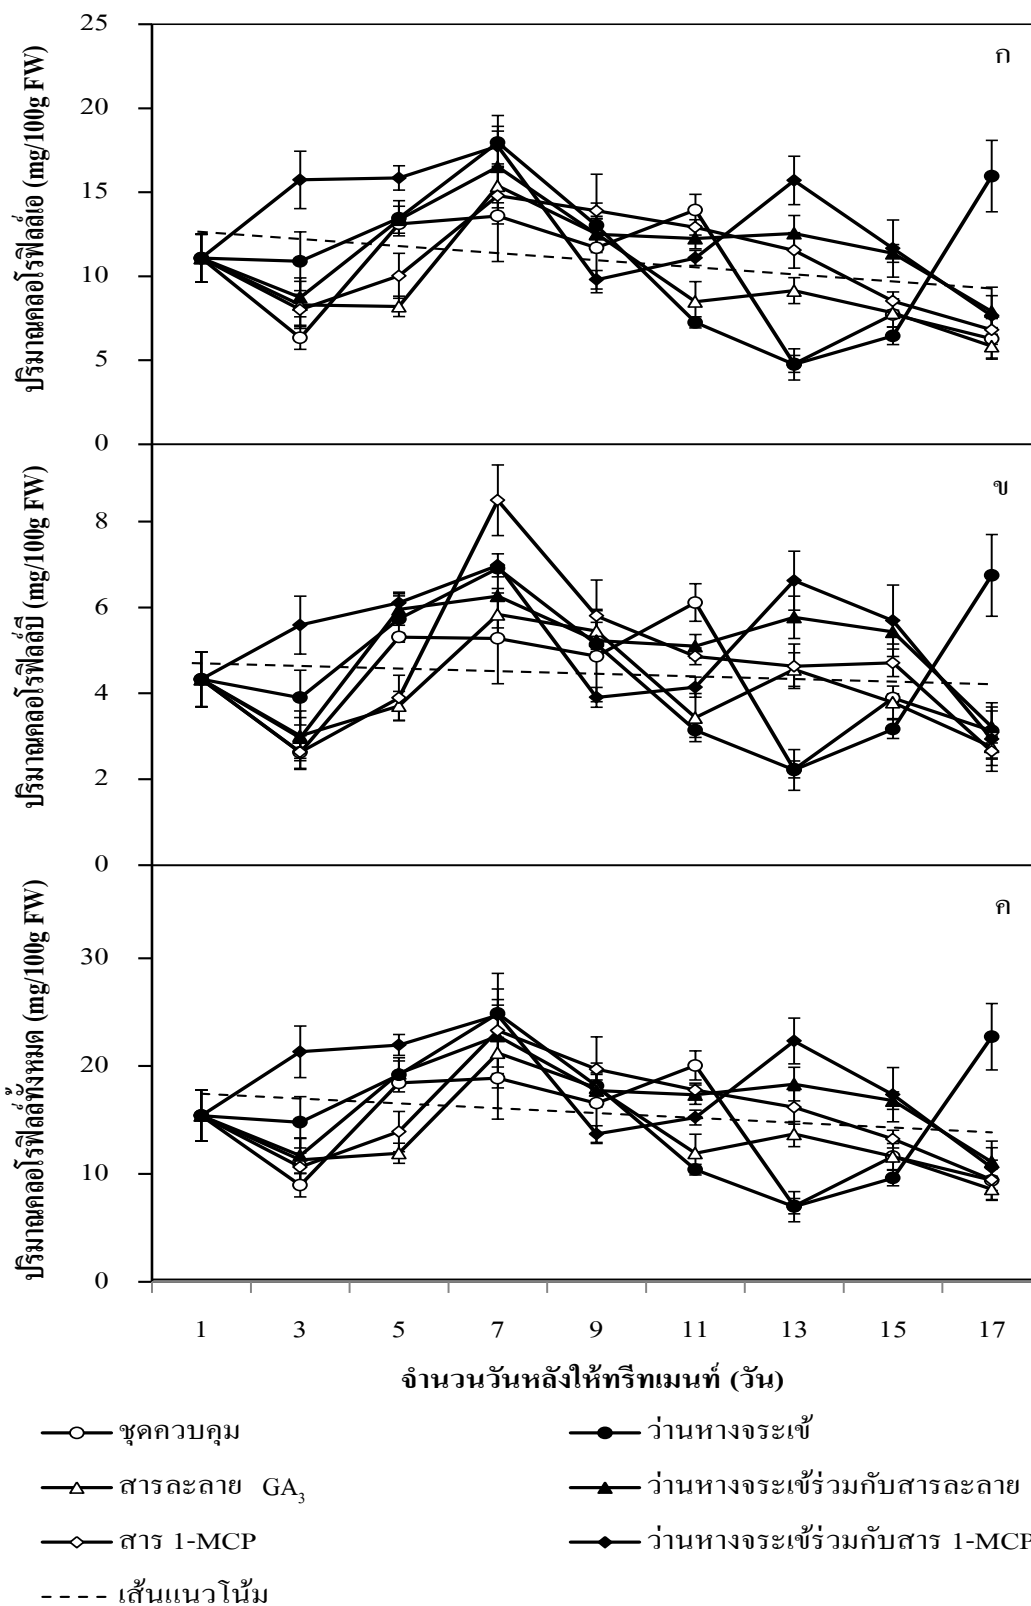 25
ก
20
15
10
5
0
ปริมาณคลอโรฟิลล์เอ (mg/100g FW)
ข
8
6
4
2
0
ปริมาณคลอโรฟิลล์บี (mg/100g FW)
ค
30
20
10
0
ปริมาณคลอโรฟิลล์ทั้งหมด (mg/100g FW)
1 3 5 7 9 11 13 15 17
จำนวนวันหลังให้ทรีทเมนท์ (วัน)
ชุดควบคุม ว่านหางจระเข้
สารละลาย GA3 ว่านหางจระเข้ร่วมกับสารละลาย
สาร 1-MCP ว่านหางจระเข้ร่วมกับสาร 1-MCP
เส้นแนวโน้ม